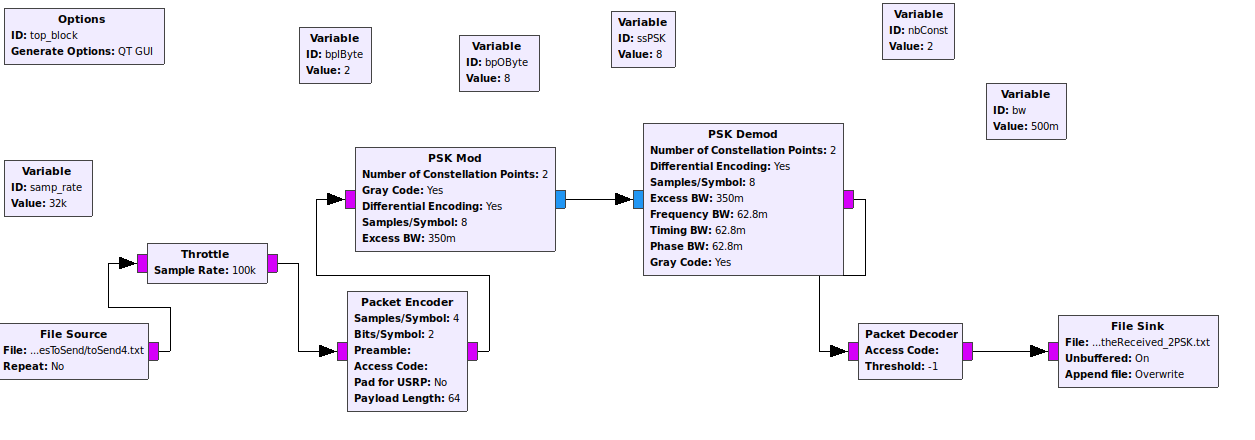 Options
ID: top_block
Generate Options: QT GUI
Variable
ID: bpIByte
Value: 2
Variable
ID: bpOByte
Value: 8
Variable
ID: ssPSK
Value: 8
Variable
ID: nbConst
Value: 2
Variable
ID: bw
Value: 500m
Variable
ID: samp_rate
Value: 32k
PSK Mod
Number of Constellation Points: 2
Gray Code: Yes
Differential Encoding: Yes
Samples/Symbol: 8
Excess BW: 350m
PSK Demod
Number of Constellation Points: 2
Differential Encoding: Yes
Samples/Symbol: 8
Excess BW: 350m
Frequency BW: 62.8m
Timing BW: 62.8m
Phase BW: 62.8m
Gray Code: Yes
Throttle
Sample Rate: 100k
File Source
File: ...esToSend/toSend4.txt
Repeat: No
Packet Encoder
Samples/Symbol: 4
Bits/Symbol: 2
Preamble:
Access Code:
Pad for USRP: No
Payload Length: 64
Packet Decoder
Access Code:
Threshold: -1
File Sink
File: ...theReceived_2PSK.txt
Unbuffered: On
Append file: Overwrite